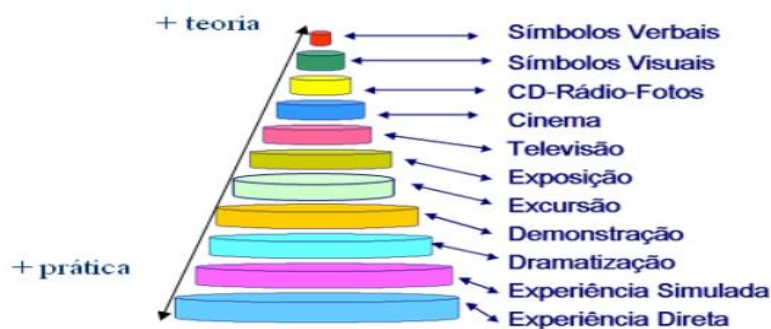 + teoria
Símbolos Verbais
Símbolos Visuais
CD-Rádio-Fotos
Cinema
Televisão
Exposição
Excursão
Demonstração
Dramatização
+ prática
Experiência Simulada
Experiência Direta